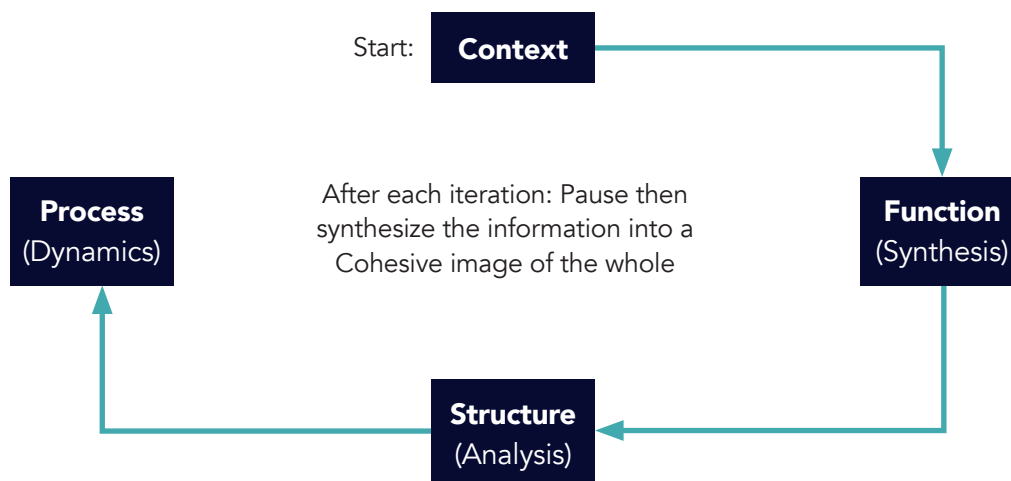 Start:
Context
After each iteration: Pause then
synthesize the information into a
Cohesive image of the whole
Process
(Dynamics)
Function
(Synthesis)
Structure
(Analysis)